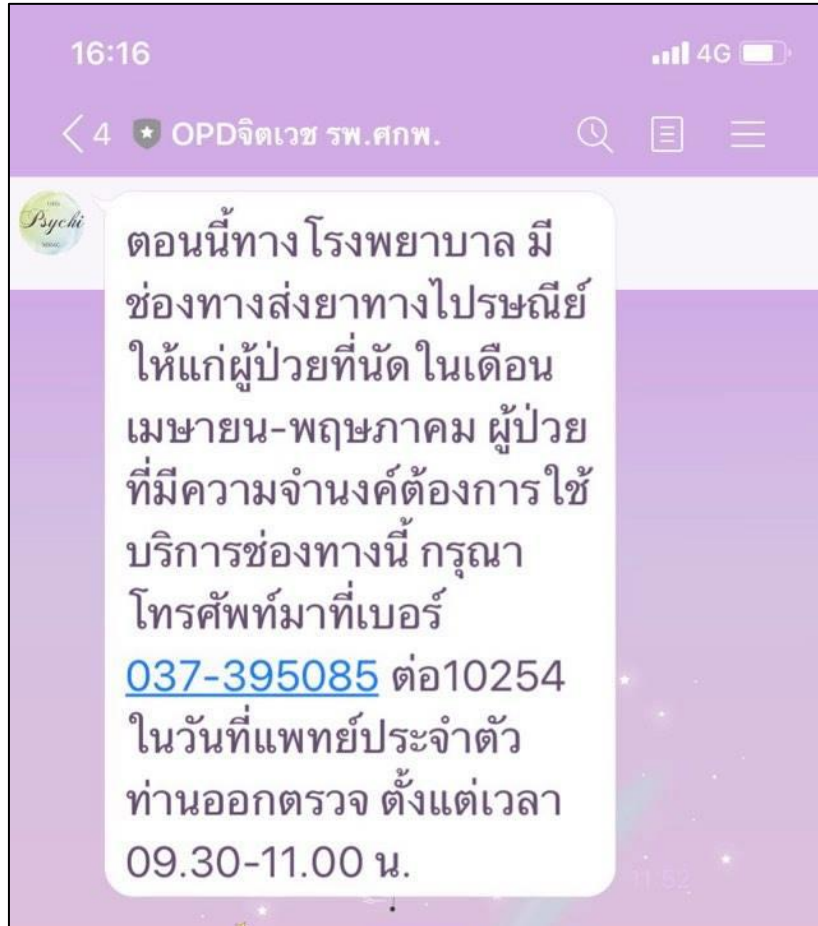 16:16
4G
4 OPDจิตเวช รพ.ศกพ.
Psychi
ตอนนี้ทางโรงพยาบาล มี
ช่องทางส่งยาทางไปรษณีย์
ให้แก่ผู้ป่วยที่นัดในเดือน
เมษายน-พฤษภาคม ผู้ป่วย
ที่มีความจำนงค์ต้องการใช้
บริการช่องทางนี้ กรุณา
โทรศัพท์มาที่เบอร์
037-395085 ต่อ10254
ในวันที่แพทย์ประจำตัว
ท่านออกตรวจ ตั้งแต่เวลา
09.30-11.00 น.
11:52